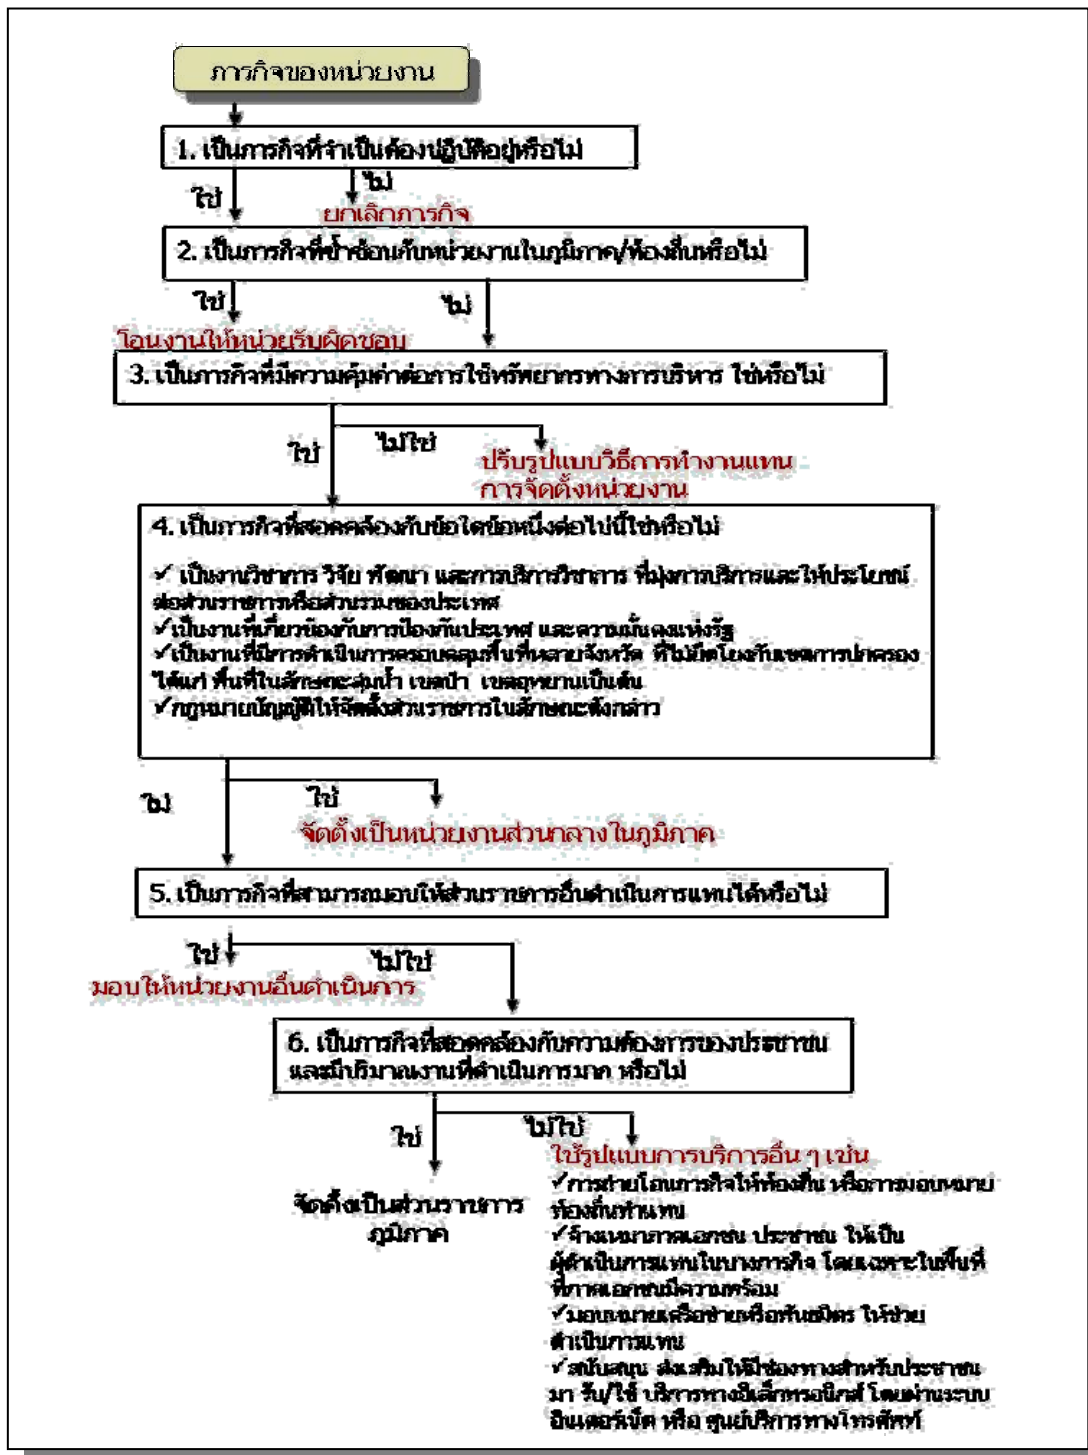 ภารกิจของหน่วยงาน
1. เป็นภารกิจที่จำเป็นต้องปฏิบัติอยู่หรือไม่
ใช่
ไม่
ยกเลิกภารกิจ
2. เป็นภารกิจที่ซ้ำซ้อนกับหน่วยงานในภูมิภาค/ท้องถิ่นหรือไม่
ใช่
ไม่
โอนงานให้หน่วยรับผิดชอบ
3. เป็นภารกิจที่มีความคุ้มค่าต่อการใช้ทรัพยากรทางการบริหาร ใช่หรือไม่
ใช่
ไม่ใช่
ปรับรูปแบบวิธีการทำงานแทน
การจัดตั้งหน่วยงาน
4. เป็นภารกิจที่สอดคล้องกับข้อใดข้อหนึ่งต่อไปนี้ใช่หรือไม่
✓ เป็นงานวิชาการ วิจัย พัฒนา และการบริการวิชาการ ที่มุ่งการบริการและให้ประโยชน์
ต่อส่วนราชการหรือส่วนรวมของประเทศ
✓เป็นงานที่เกี่ยวข้องกับการป้องกันประเทศ และความมั่นคงแห่งรัฐ
✓เป็นงานที่มีการดำเนินการครอบคลุมพื้นที่หลายจังหวัด ที่ไม่ยึดโยงกับเขตการปกครอง
ได้แก่ พื้นที่ในลักษณะลุ่มน้ำ เขตป่า เขตอุทยานเป็นต้น
✓กฎหมายบัญญัติให้จัดตั้งส่วนราชการในลักษณะดังกล่าว
ไม่
ใช่
จัดตั้งเป็นหน่วยงานส่วนกลางในภูมิภาค
5. เป็นภารกิจที่สามารถมอบให้ส่วนราชการอื่นดำเนินการแทนได้หรือไม่
ใช่
ไม่ใช่
มอบให้หน่วยงานอื่นดำเนินการ
6. เป็นภารกิจที่สอดคล้องกับความต้องการของประชาชน
และมีปริมาณงานที่ดำเนินการมาก หรือไม่
ใช่
ไม่ใช่
จัดตั้งเป็นส่วนราชการ
ภูมิภาค
ใช้รูปแบบการบริการอื่น ๆ เช่น
✓การถ่ายโอนภารกิจให้ท้องถิ่น หรือการมอบหมาย
ท้องถิ่นทำแทน
✓จ้างเหมาภาคเอกชน ประชาชน ให้เป็น
ผู้ดำเนินการแทนในบางภารกิจ โดยเฉพาะในพื้นที่
ที่ภาคเอกชนมีความพร้อม
✓มอบหมายเครือข่ายหรือพันธมิตร ให้ช่วย
ดำเนินการแทน
✓สนับสนุน ส่งเสริมให้มีช่องทางสำหรับประชาชน
มา รับ/ใช้ บริการทางอิเล็กทรอนิกส์ โดยผ่านระบบ
อินเตอร์เน็ต หรือ ศูนย์บริการทางโทรศัพท์